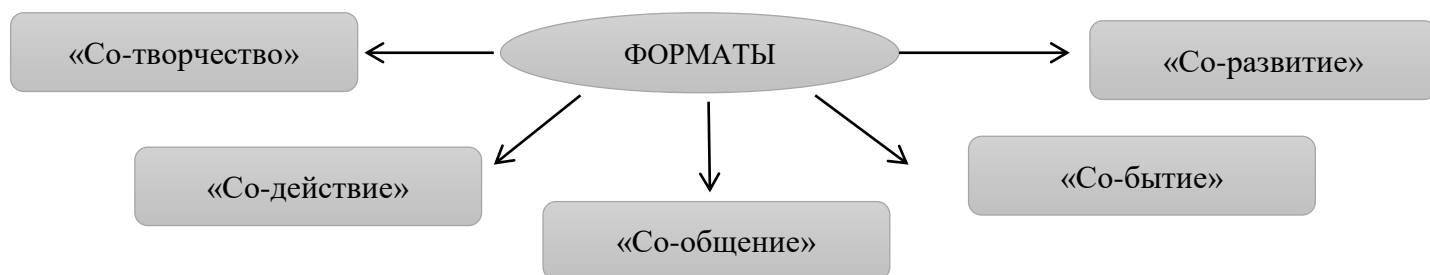 «Со-творчество»
ФОРМАТЫ
«Со-развитие»
«Со-действие»
«Со-бытие»
«Со-общение»